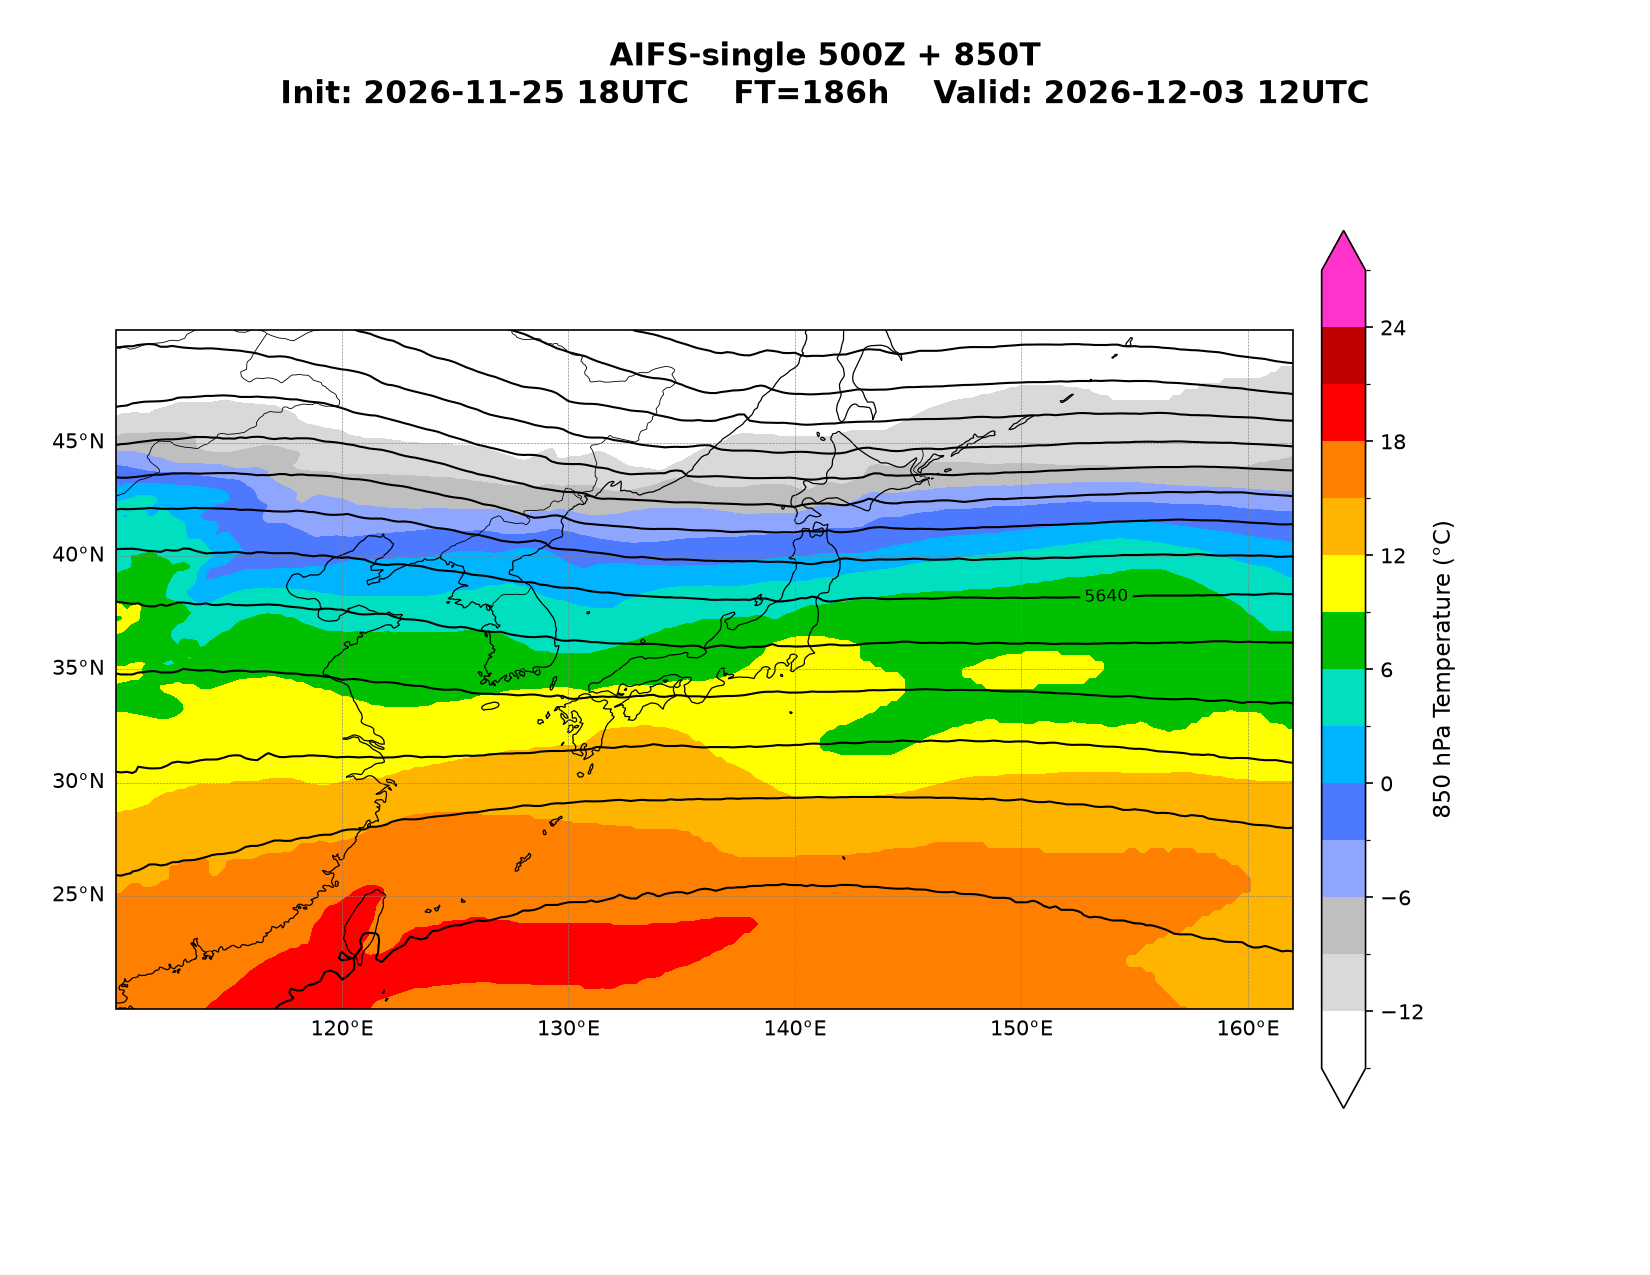 AIFS-single 500Z + 850T
Init: 2026-11-25 18UTC    FT=186h    Valid: 2026-12-03 12UTC
45°N
40°N
35°N
30°N
25°N
120°E
130°E
140°E
150°E
160°E
5640
24
18
12
6
0
−6
−12
850 hPa Temperature (°C)